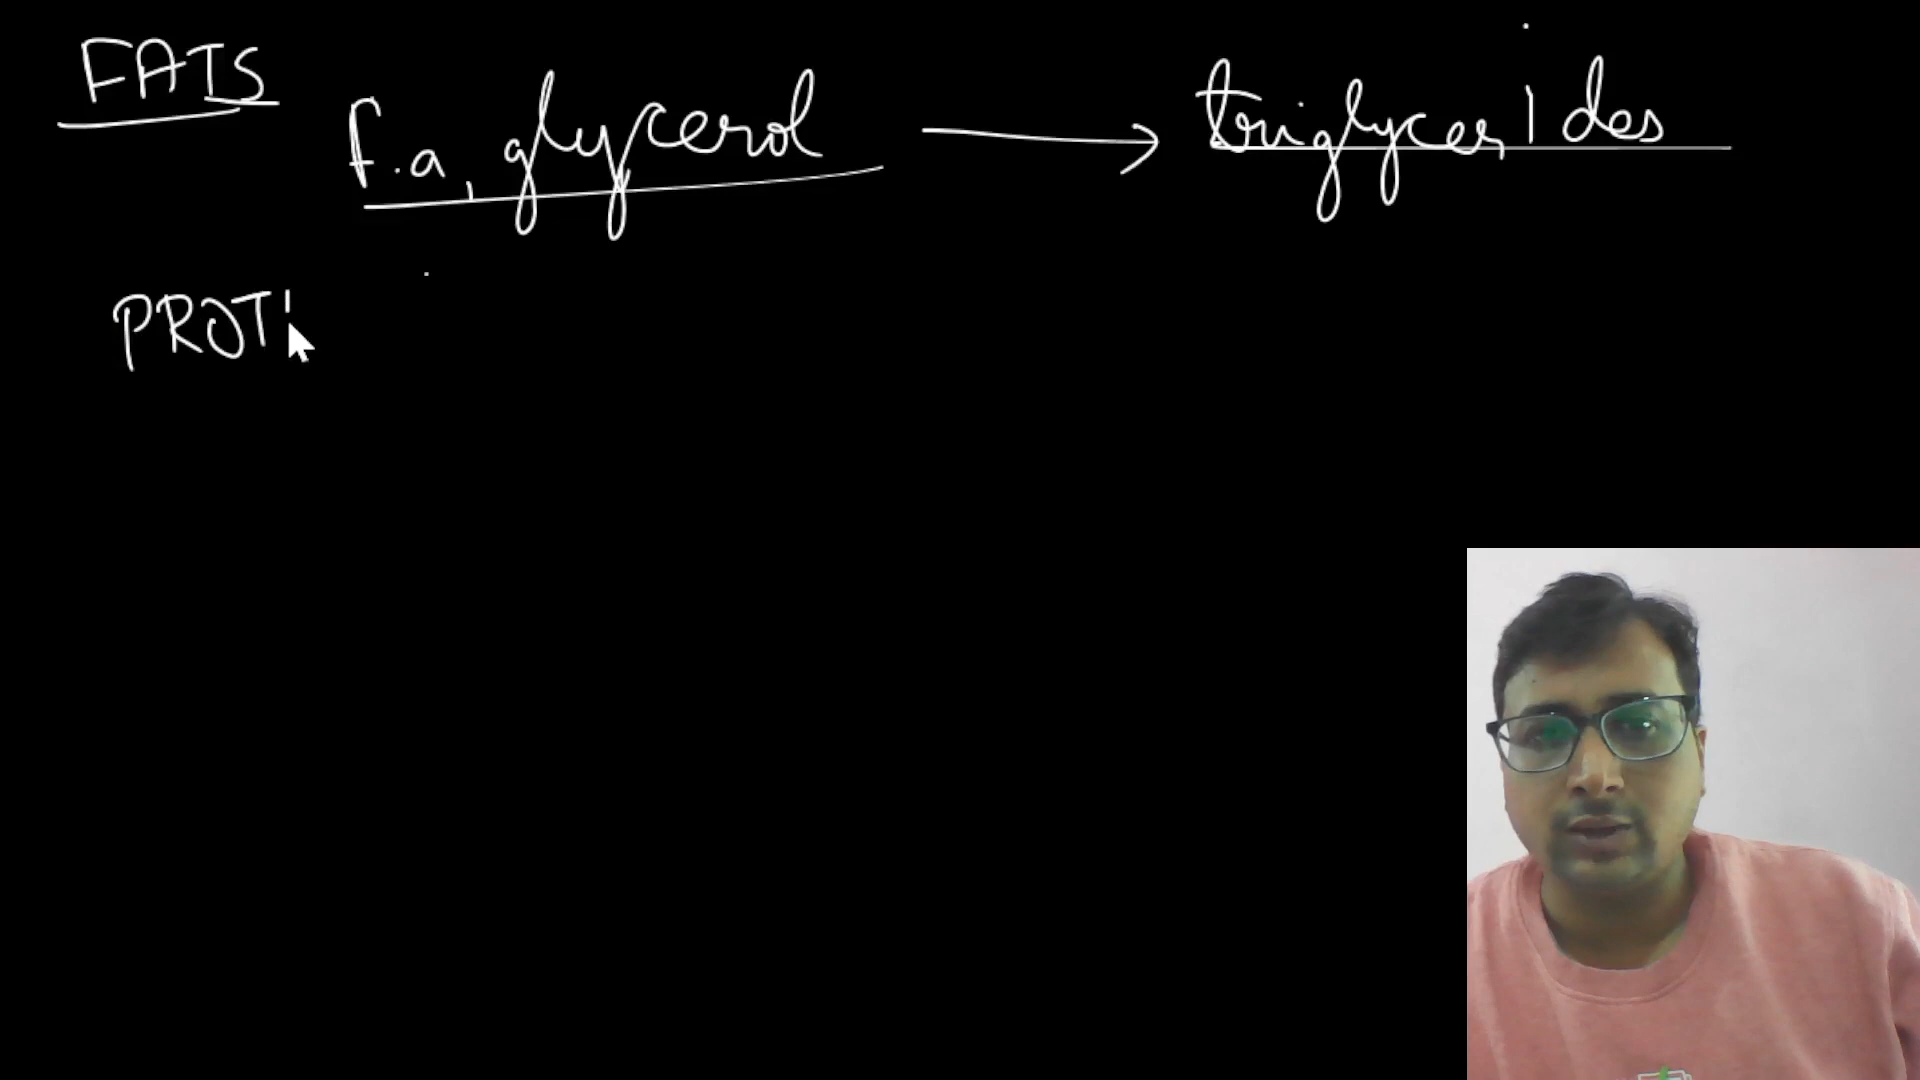 FATS
f.a, glycerol → triglycerides
PROT